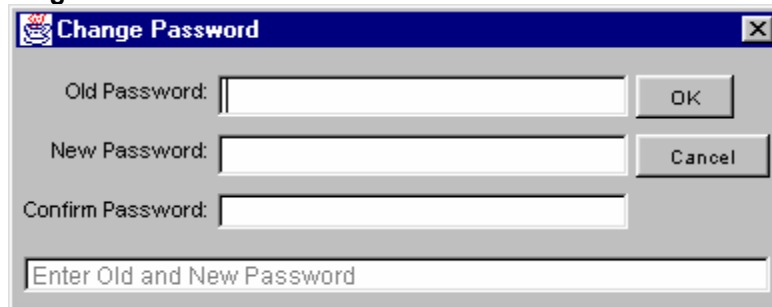 Change Password
Old Password:
OK
New Password:
Cancel
Confirm Password:
Enter Old and New Password